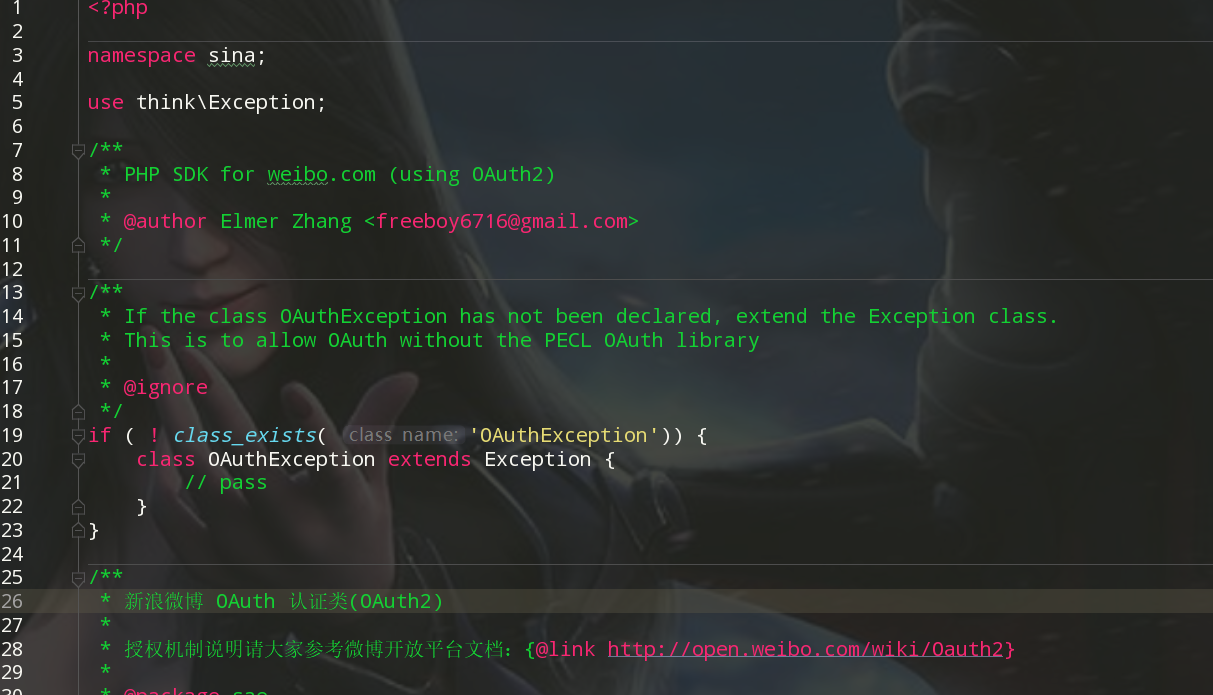 1 <?php
2
3 namespace sina;
4
5 use think\Exception;
6
7 /**
8  * PHP SDK for weibo.com (using OAuth2)
9  *
10  * @author Elmer Zhang <freeboy6716@gmail.com>
11  */
12
13 /**
14  * If the class OAuthException has not been declared, extend the Exception class.
15  * This is to allow OAuth without the PECL OAuth library
16  *
17  * @ignore
18  */
19 if ( ! class_exists( class name: 'OAuthException')) {
20     class OAuthException extends Exception {
21         // pass
22     }
23 }
24
25 /**
26  * 新浪微博 OAuth 认证类(OAuth2)
27  *
28  * 授权机制说明请大家参考微博开放平台文档：{@link http://open.weibo.com/wiki/Oauth2}
29  *
30  * @package sae